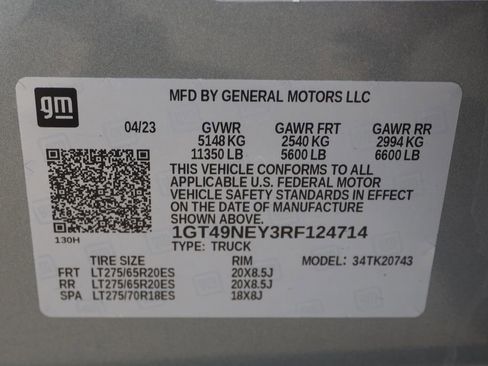 gm
MFD BY GENERAL MOTORS LLC
04/23 GVWR GAWR FRT GAWR RR
5148 KG 2540 KG 2994 KG
11350 LB 5600 LB 6600 LB
THIS VEHICLE CONFORMS TO ALL
APPLICABLE U.S. FEDERAL MOTOR
VEHICLE SAFETY STANDARDS IN EFFECT
ON THE DATE OF MANUFACTURE
SHOWN ABOVE.
130H
1GT49NEY3RF124714
TYPE: TRUCK
TIRE SIZE RIM MODEL: 34TK20743
FRT LT275/65R20ES 20X8.5J
RR LT275/65R20ES 20X8.5J
SPA LT275/70R18ES 18X8J